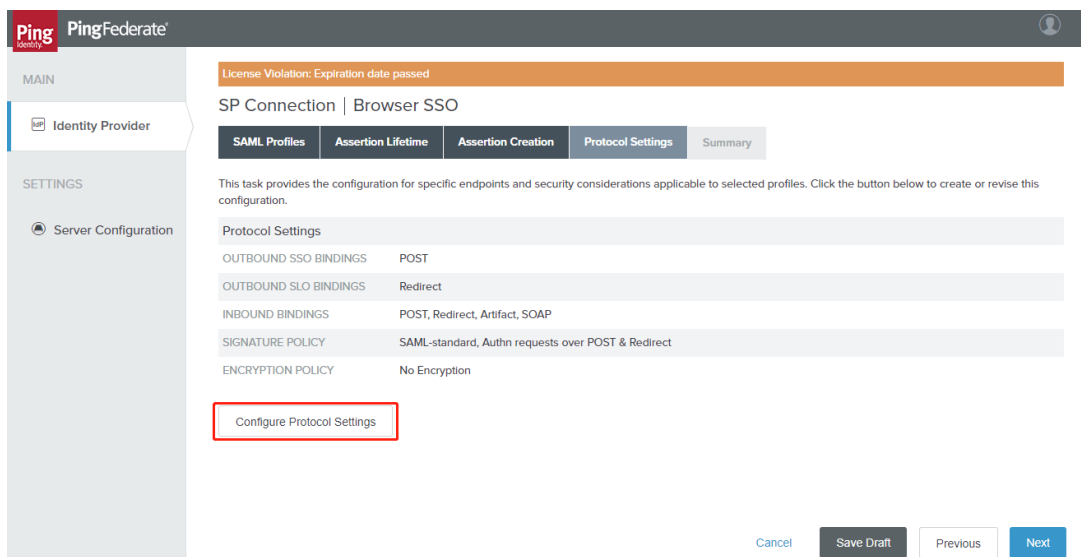 Ping
Identity.
PingFederate®
MAIN
IdP Identity Provider
SETTINGS
Server Configuration
License Violation: Expiration date passed
SP Connection | Browser SSO
SAML Profiles Assertion Lifetime Assertion Creation Protocol Settings Summary
This task provides the configuration for specific endpoints and security considerations applicable to selected profiles. Click the button below to create or revise this
configuration.
Protocol Settings
OUTBOUND SSO BINDINGS POST
OUTBOUND SLO BINDINGS Redirect
INBOUND BINDINGS POST, Redirect, Artifact, SOAP
SIGNATURE POLICY SAML-standard, Authn requests over POST & Redirect
ENCRYPTION POLICY No Encryption
Configure Protocol Settings
Cancel Save Draft Previous Next